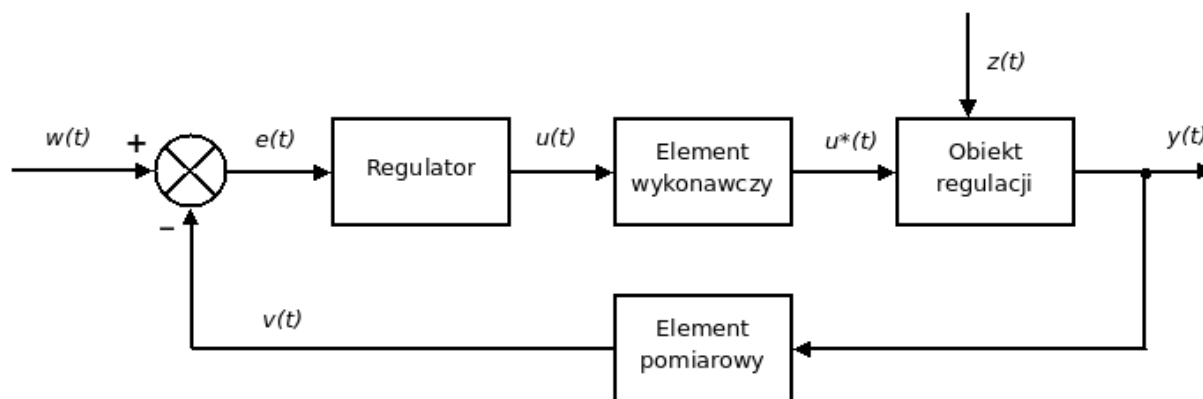 z(t)
w(t)
+
e(t)
Regulator
u(t)
Element
wykonawczy
u*(t)
Obiekt
regulacji
y(t)
−
v(t)
Element
pomiarowy